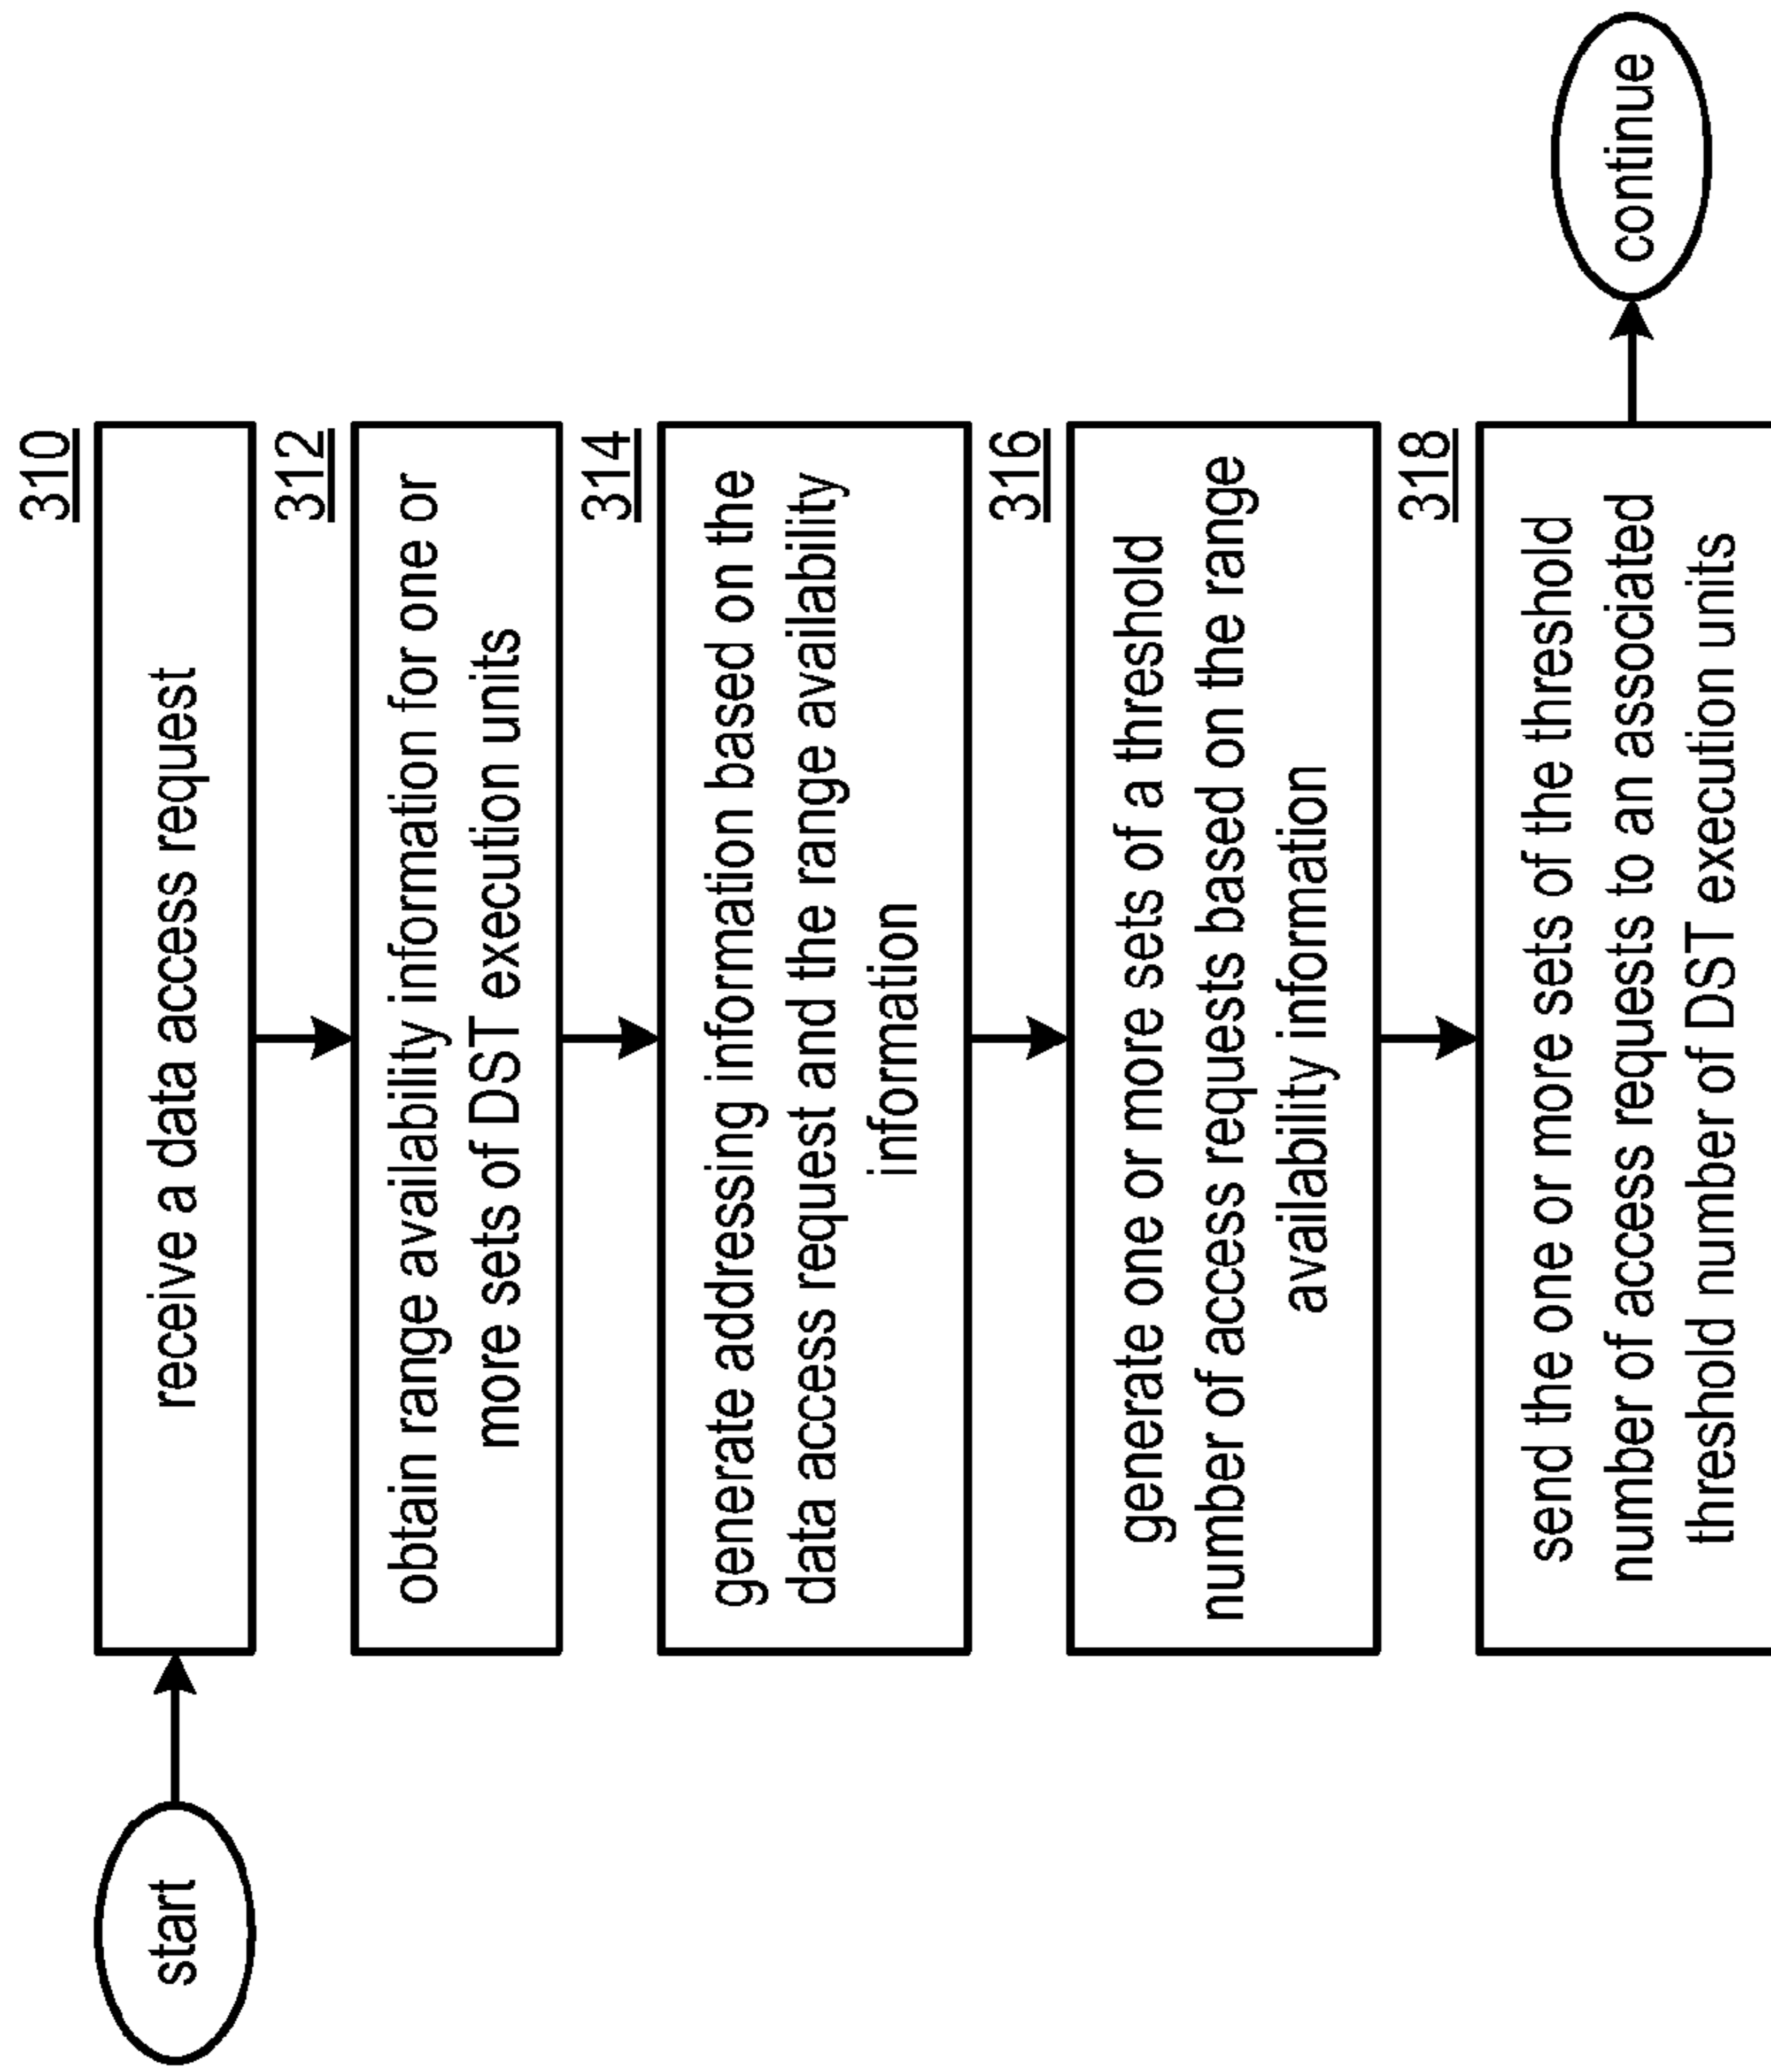 start
310
receive a data access request
312
obtain range availability information for one or
more sets of DST execution units
314
generate addressing information based on the
data access request and the range availability
information
316
generate one or more sets of a threshold
number of access requests based on the range
availability information
318
send the one or more sets of the threshold
number of access requests to an associated
threshold number of DST execution units
continue